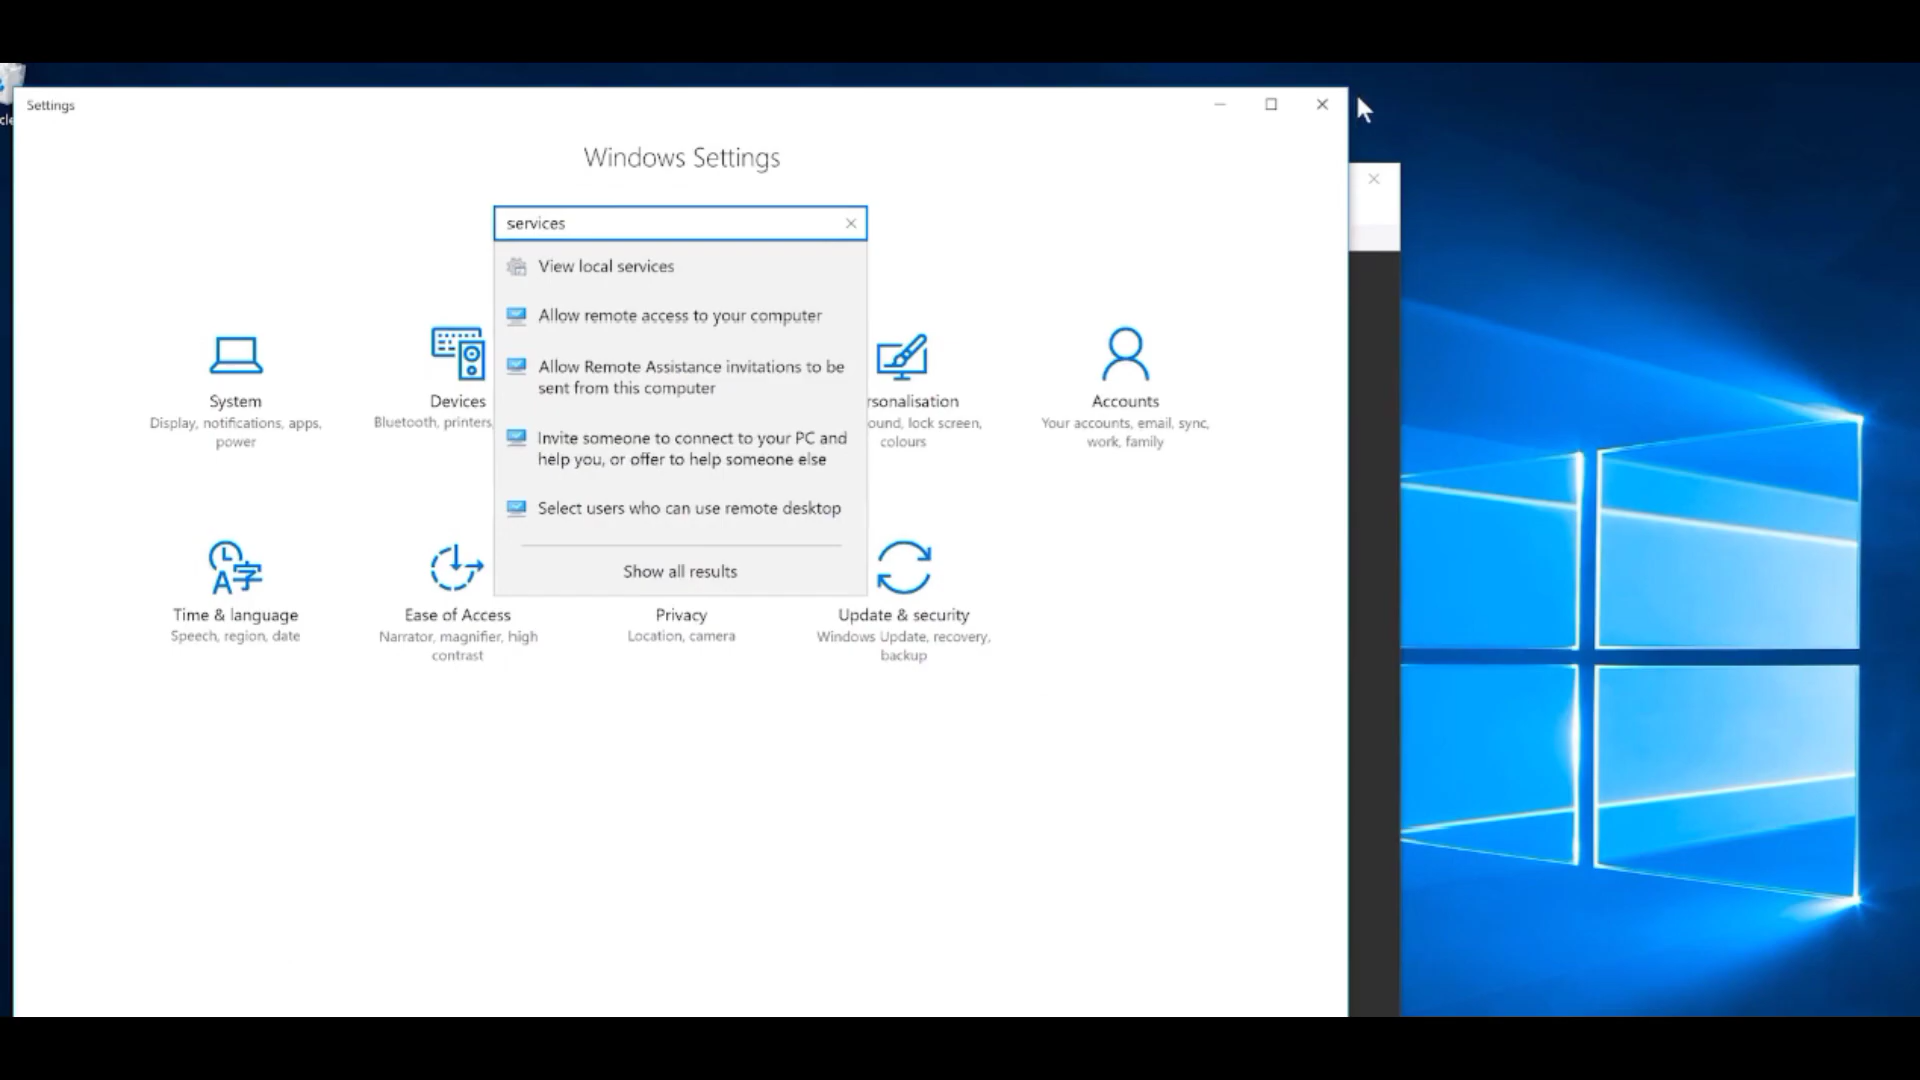 Settings
Windows Settings
services
View local services
Allow remote access to your computer
Allow Remote Assistance invitations to be
sent from this computer
Invite someone to connect to your PC and
help you, or offer to help someone else
Select users who can use remote desktop
Show all results
System
Display, notifications, apps,
power
Devices
Bluetooth, printers,
rsonalisation
ound, lock screen,
colours
Accounts
Your accounts, email, sync,
work, family
Time & language
Speech, region, date
Ease of Access
Narrator, magnifier, high
contrast
Privacy
Location, camera
Update & security
Windows Update, recovery,
backup